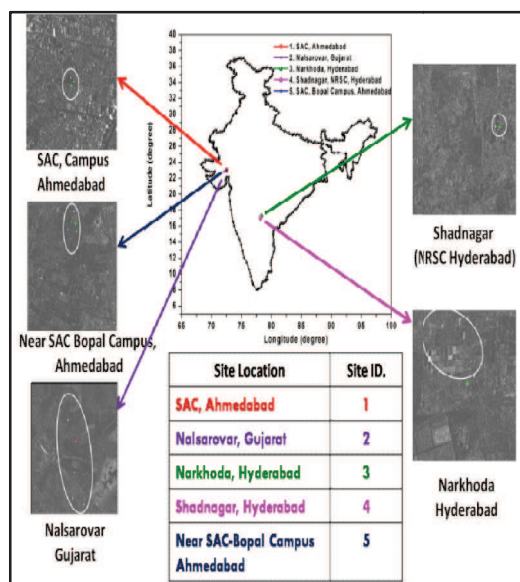 SAC, Campus
Ahmedabad
Near SAC Bopal Campus,
Ahmedabad
Nalsarovar
Gujarat
1. SAC, Ahmedabad
2. Nalsarovar, Gujarat
3. Narkhoda, Hyderabad
4. Shadnagar, NRSC, Hyderabad
5. SAC, Bopal Campus, Ahmedabad
Latitude (degree)
40
38
36
34
32
30
28
26
24
22
20
18
16
14
12
10
8
6
65 70 75 80 85 90 95 100
Longitude (degree)
Shadnagar
(NRSC Hyderabad)
Narkhoda
Hyderabad
Site Location Site ID.
SAC, Ahmedabad 1
Nalsarovar, Gujarat 2
Narkhoda, Hyderabad 3
Shadnagar, Hyderabad 4
Near SAC-Bopal Campus 5
Ahmedabad